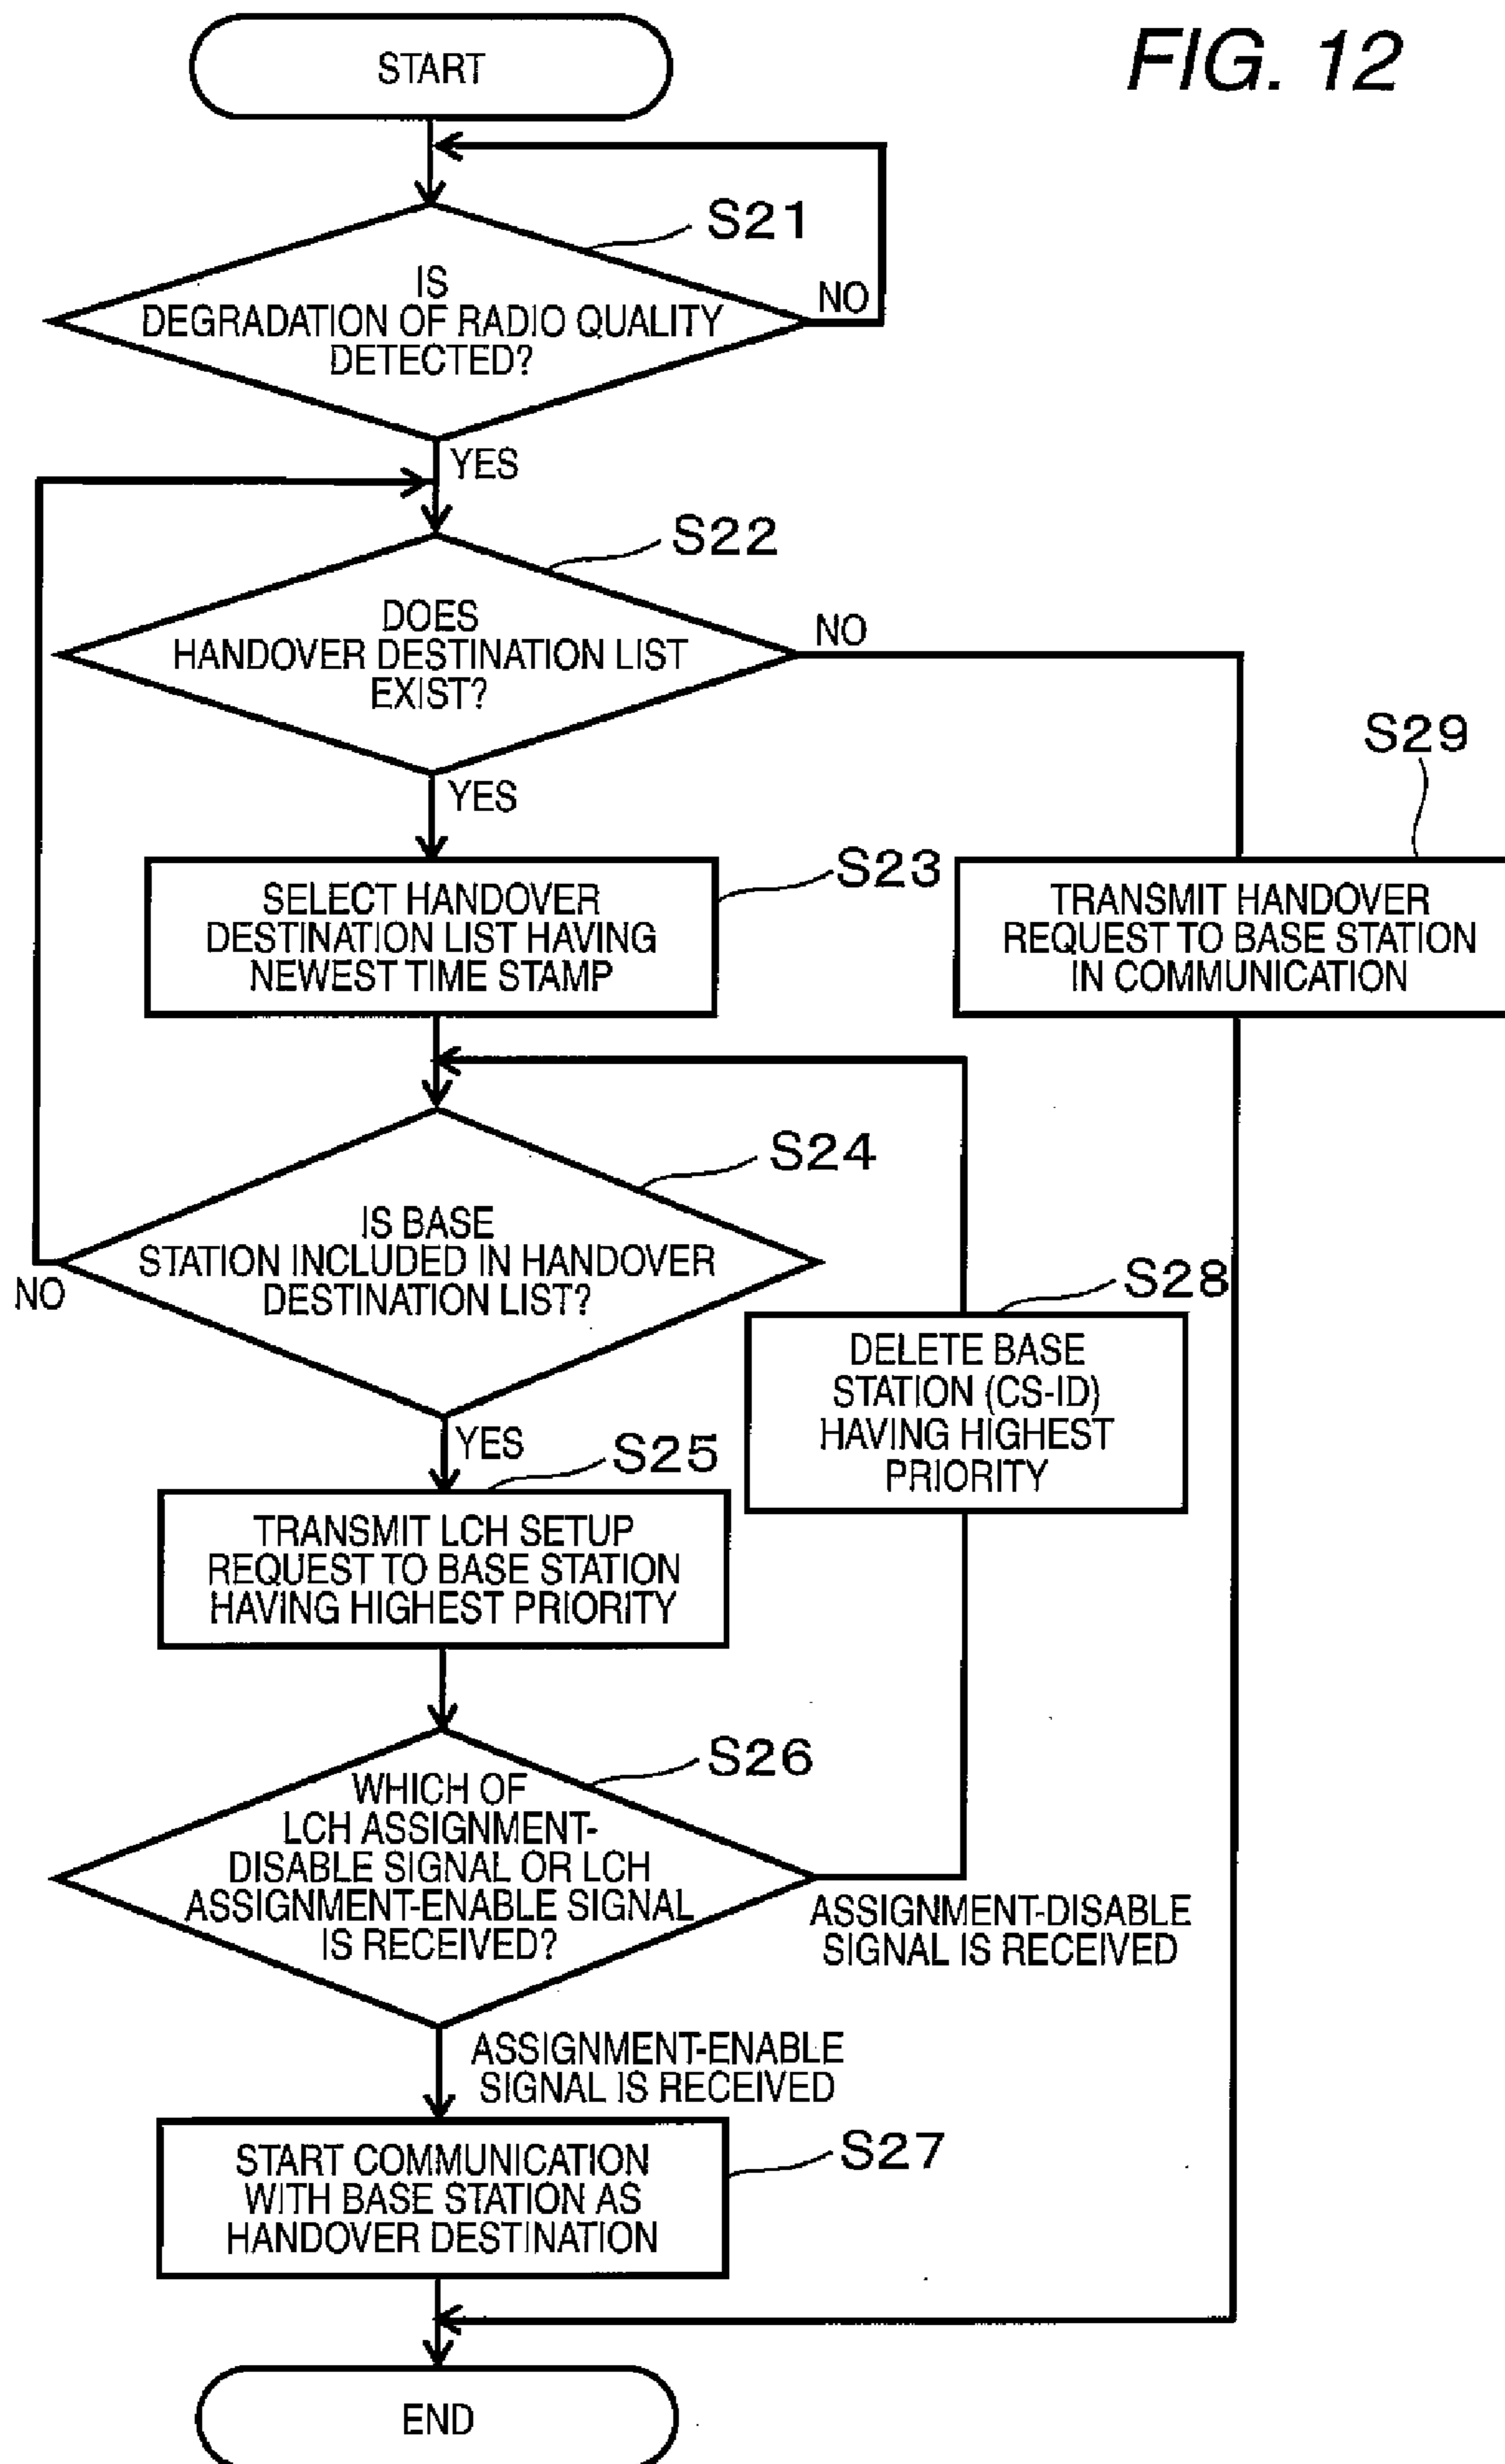 FIG. 12
START
S21
IS
DEGRADATION OF RADIO QUALITY
DETECTED?
NO
YES
S22
DOES
HANDOVER DESTINATION LIST
EXIST?
NO
YES
S23
SELECT HANDOVER
DESTINATION LIST HAVING
NEWEST TIME STAMP
S29
TRANSMIT HANDOVER
REQUEST TO BASE STATION
IN COMMUNICATION
S24
IS BASE
STATION INCLUDED IN HANDOVER
DESTINATION LIST?
NO
YES
S28
DELETE BASE
STATION (CS-ID)
HAVING HIGHEST
PRIORITY
S25
TRANSMIT LCH SETUP
REQUEST TO BASE STATION
HAVING HIGHEST PRIORITY
S26
WHICH OF
LCH ASSIGNMENT-
DISABLE SIGNAL OR LCH
ASSIGNMENT-ENABLE SIGNAL
IS RECEIVED?
ASSIGNMENT-DISABLE
SIGNAL IS RECEIVED
ASSIGNMENT-ENABLE
SIGNAL IS RECEIVED
S27
START COMMUNICATION
WITH BASE STATION AS
HANDOVER DESTINATION
END